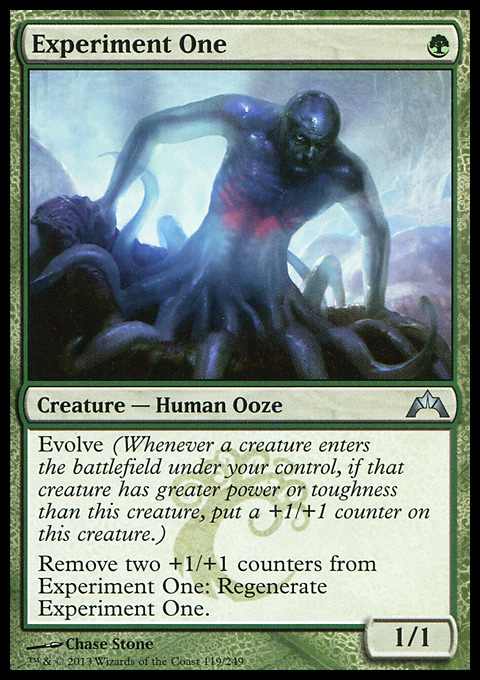 Experiment One
Creature — Human Ooze
Evolve (Whenever a creature enters
the battlefield under your control, if that
creature has greater power or toughness
than this creature, put a +1/+1 counter on
this creature.)
Remove two +1/+1 counters from
Experiment One: Regenerate
Experiment One.
1/1
Chase Stone
™ & © 2013 Wizards of the Coast 119/249